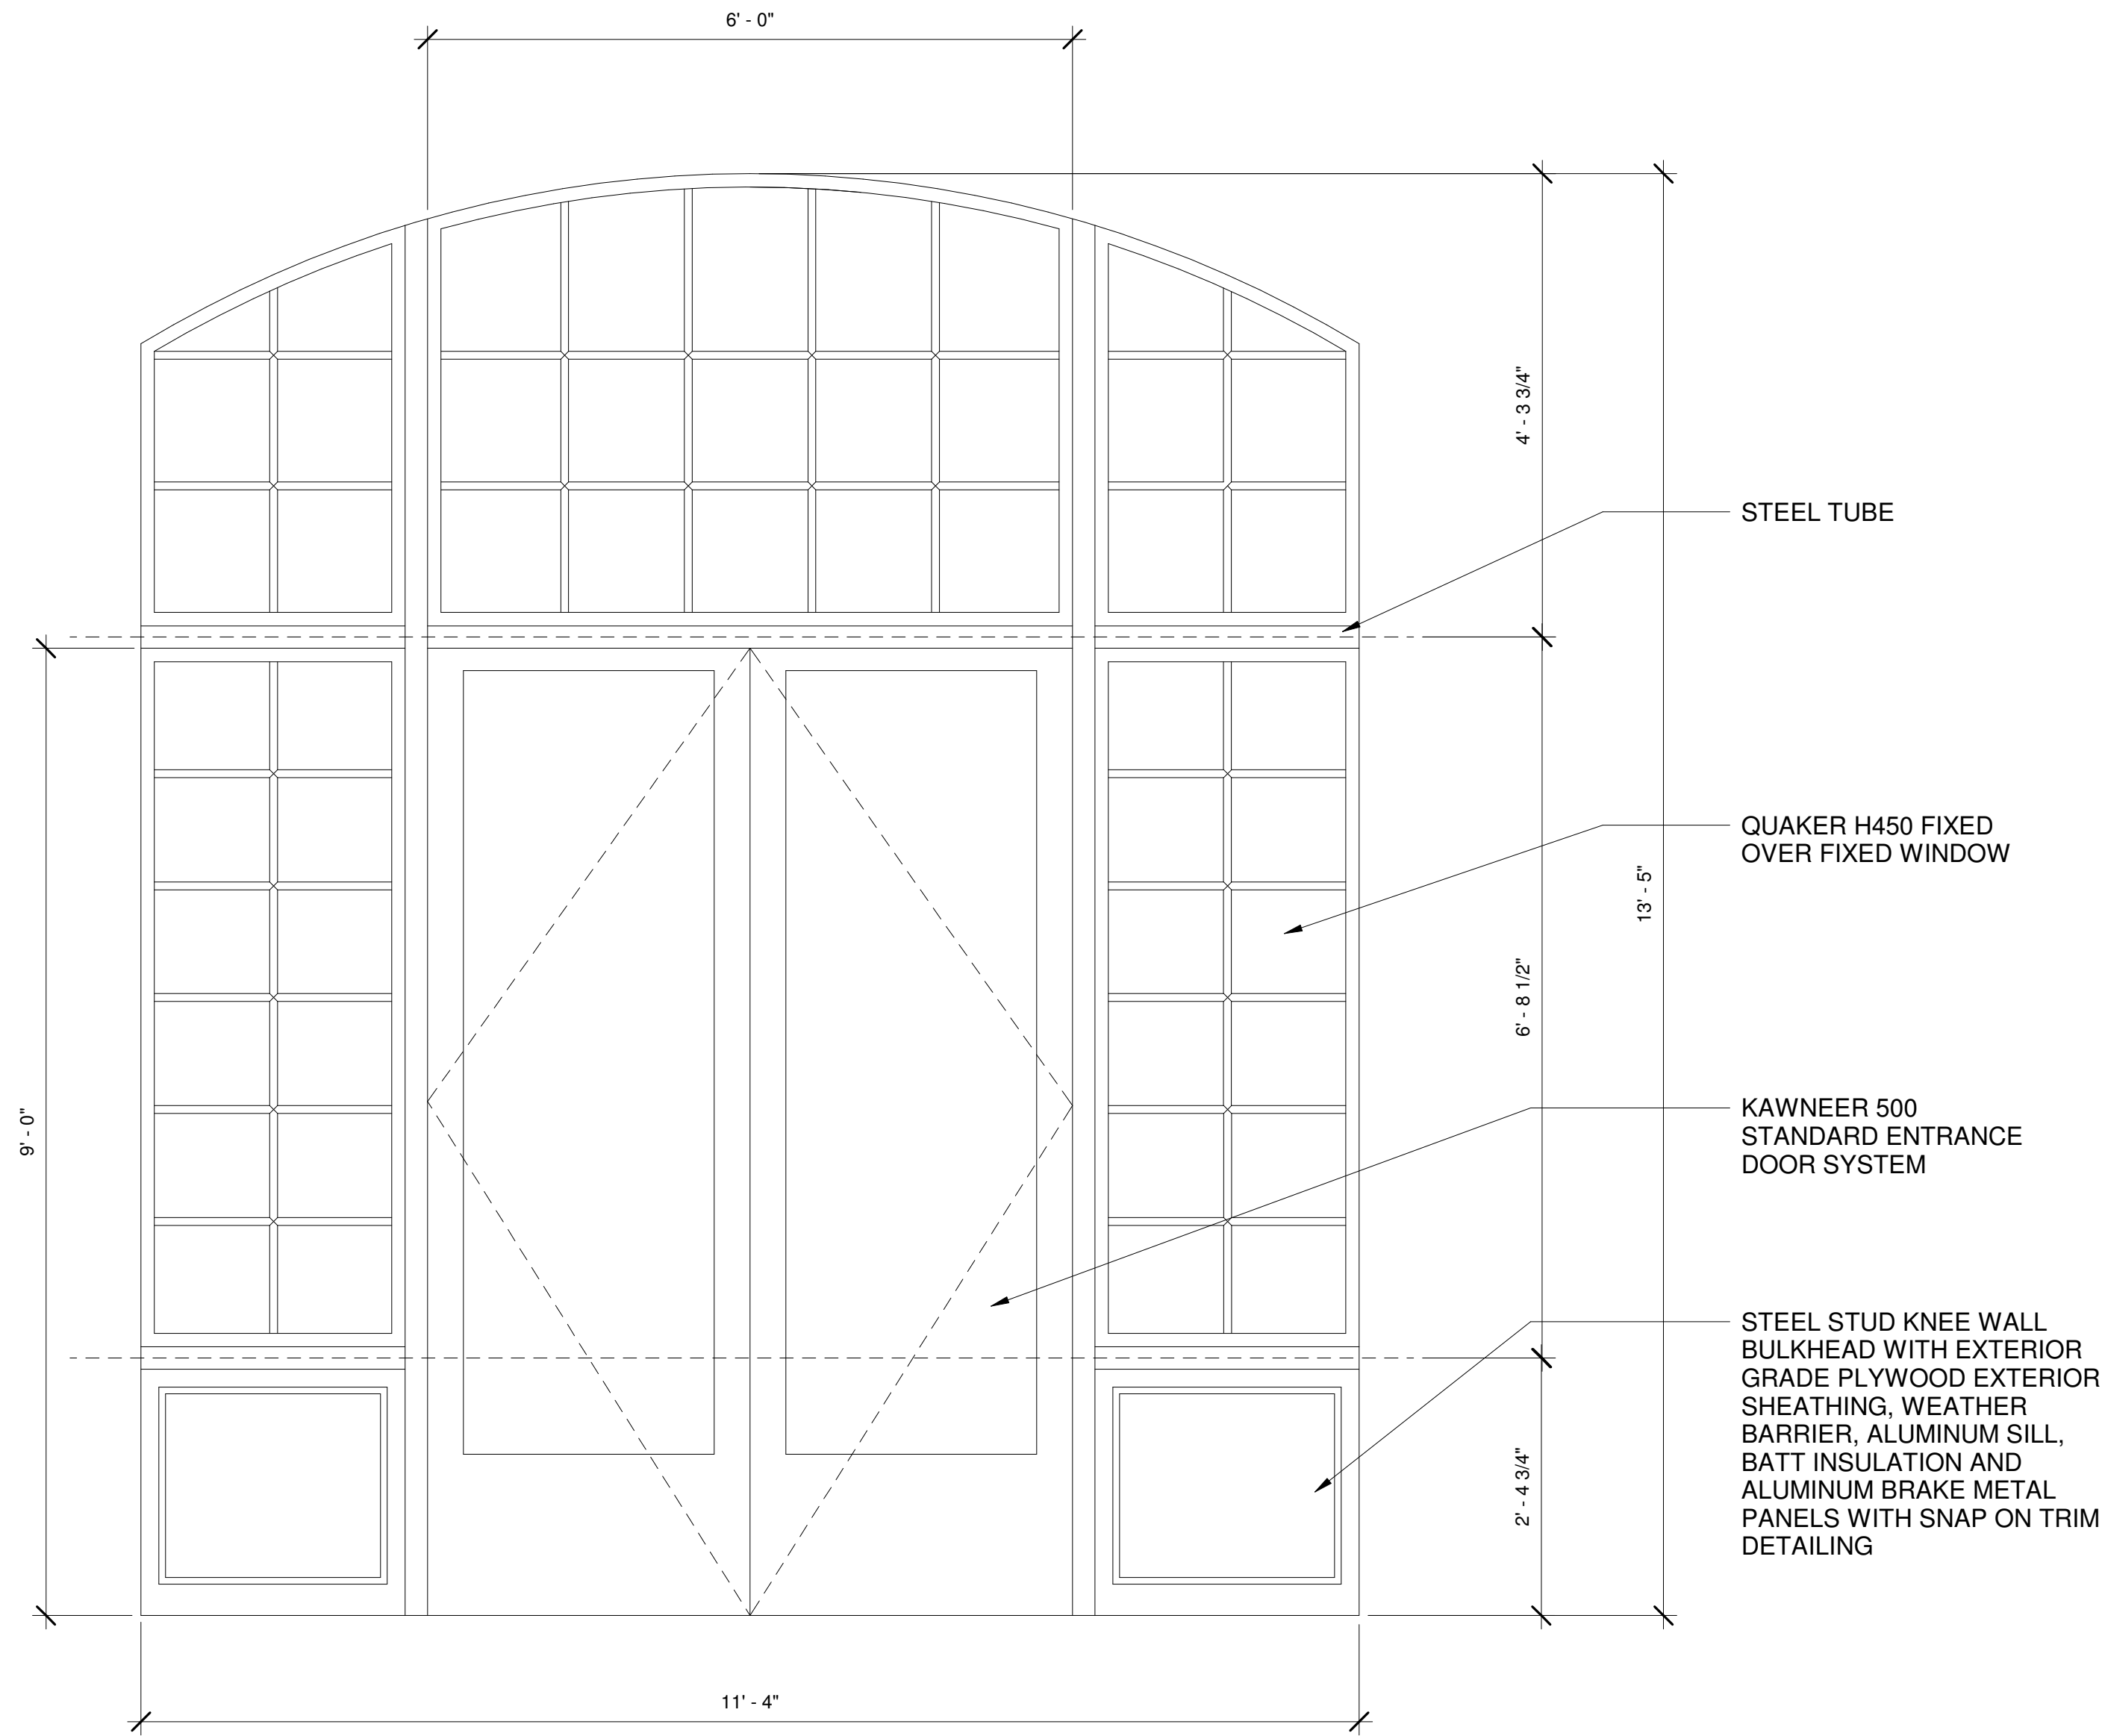 6' - 0"
4' - 3 3/4"
STEEL TUBE
QUAKER H450 FIXED
OVER FIXED WINDOW
13' - 5"
6' - 8 1/2"
9' - 0"
KAWNEER 500
STANDARD ENTRANCE
DOOR SYSTEM
STEEL STUD KNEE WALL
BULKHEAD WITH EXTERIOR
GRADE PLYWOOD EXTERIOR
SHEATHING, WEATHER
BARRIER, ALUMINUM SILL,
BATT INSULATION AND
ALUMINUM BRAKE METAL
PANELS WITH SNAP ON TRIM
DETAILING
2' - 4 3/4"
11' - 4"